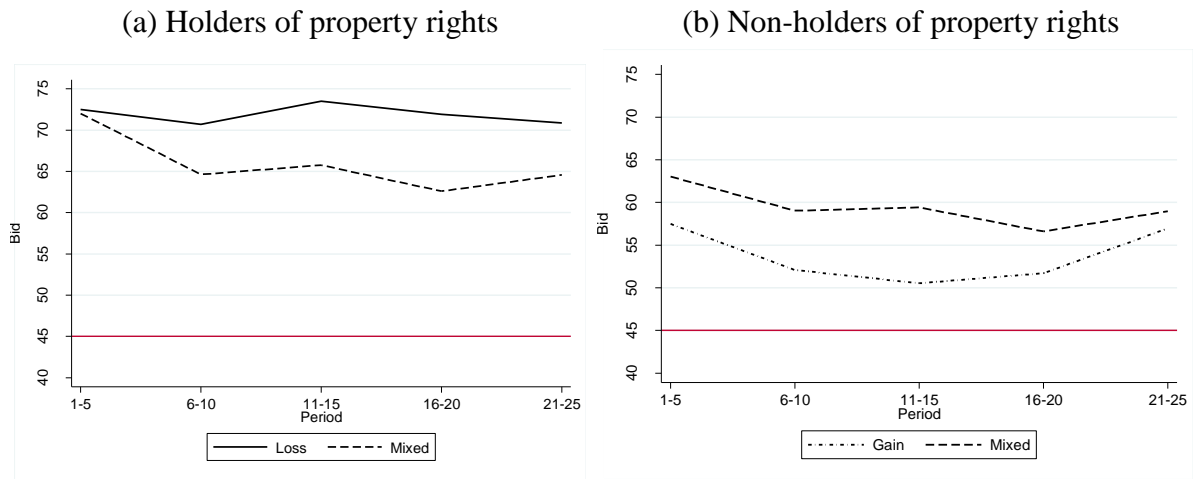 (a) Holders of property rights
75
70
65
60
55
50
45
40
Bid
1-5 6-10 11-15 16-20 21-25
Period
Loss Mixed
(b) Non-holders of property rights
75
70
65
60
55
50
45
40
Bid
1-5 6-10 11-15 16-20 21-25
Period
Gain Mixed